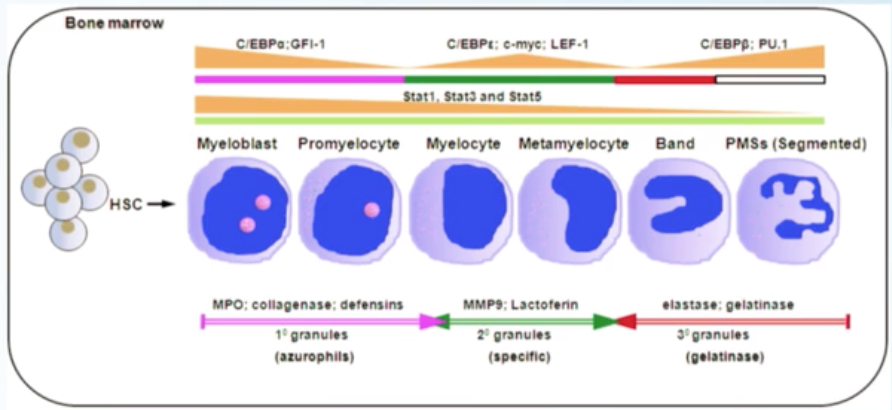 Bone marrow
C/EBPα;GFI-1 C/EBPε; c-myc; LEF-1 C/EBPβ; PU.1
Stat1, Stat3 and Stat5
Myeloblast Promyelocyte Myelocyte Metamyelocyte Band PMSs (Segmented)
HSC
MPO; collagenase; defensins MMP9; Lactoferin elastase; gelatinase
1⁰ granules 2⁰ granules 3⁰ granules
(azurophils) (specific) (gelatinase)